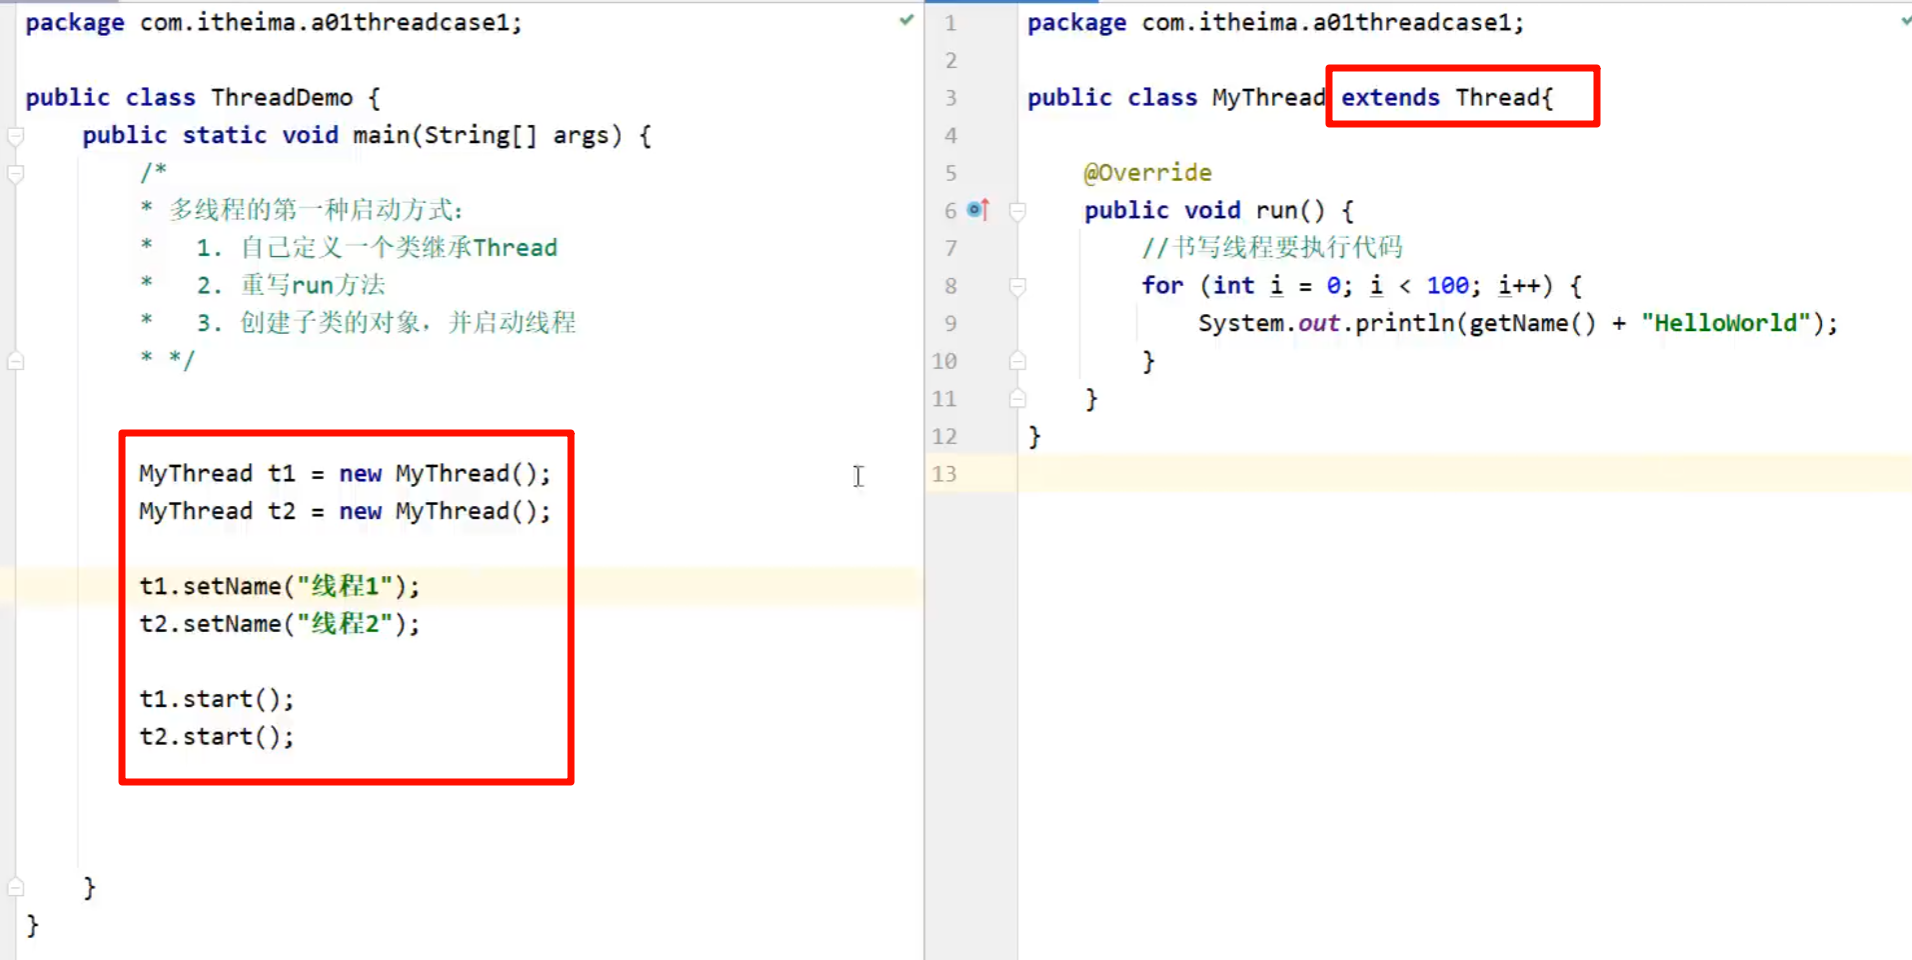 package com.itheima.a01threadcase1;
public class ThreadDemo {
public static void main(String[] args) {
/*
* 多线程的第一种启动方式:
* 1. 自己定义一个类继承Thread
* 2. 重写run方法
* 3. 创建子类的对象，并启动线程
* */
MyThread t1 = new MyThread();
MyThread t2 = new MyThread();
t1.setName("线程1");
t2.setName("线程2");
t1.start();
t2.start();
}
}
1 package com.itheima.a01threadcase1;
2
3 public class MyThread extends Thread{
4
5 @Override
6 public void run() {
7 //书写线程要执行代码
8 for (int i = 0; i < 100; i++) {
9 System.out.println(getName() + "HelloWorld");
10 }
11 }
12 }
13